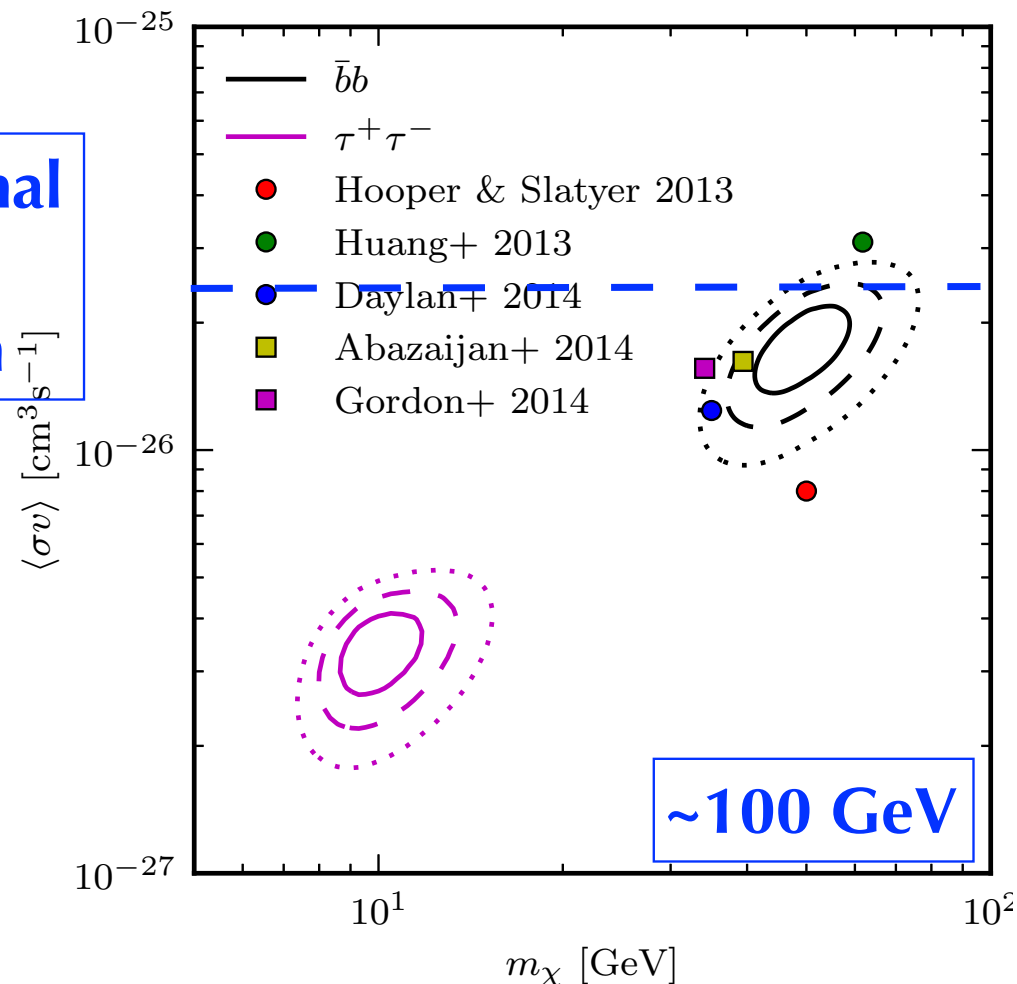 10⁻²⁵
b̄b
τ⁺τ⁻
Hooper & Slatyer 2013
Huang+ 2013
Daylan+ 2014
Abazaijan+ 2014
Gordon+ 2014
10⁻²⁶
⟨σv⟩ [cm³s⁻¹]
~100 GeV
10⁻²⁷
10¹
10²
m_χ [GeV]